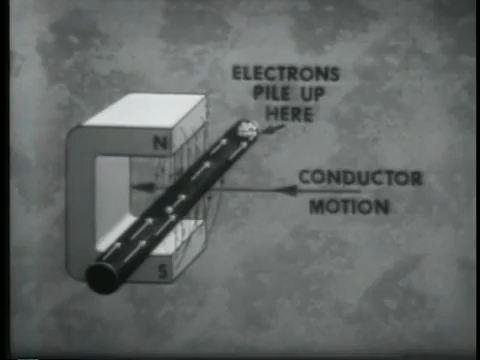 ELECTRONS
PILE UP
HERE
N
CONDUCTOR
MOTION
S